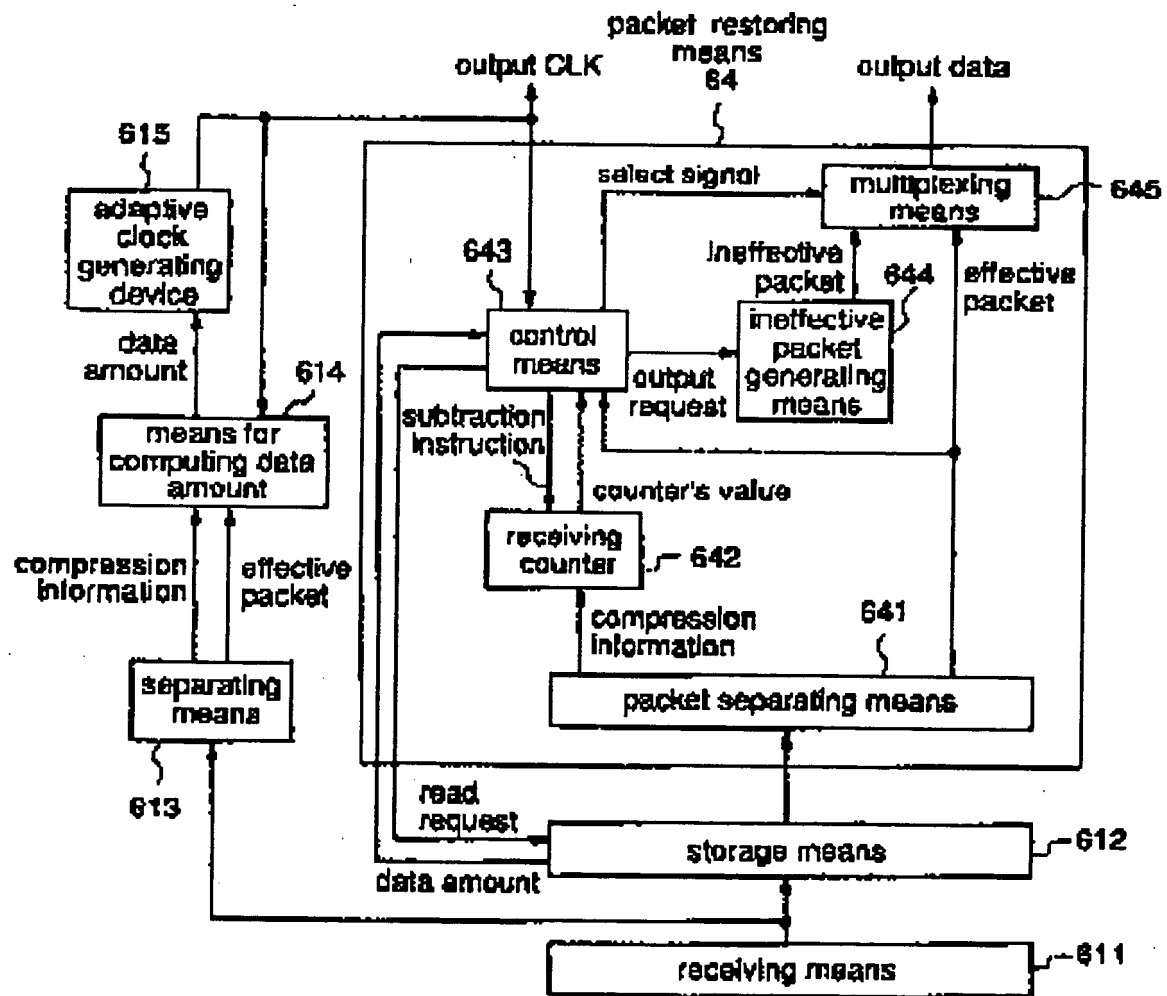 packet restoring
means
64
output CLK
output data
615
adaptive
clock
generating
device
select signal
multiplexing
means
645
643
ineffective
packet
644
effective
packet
control
means
ineffective
packet
generating
means
output
request
data
amount
614
means for
computing data
amount
subtraction
instruction
counter's value
receiving
counter
642
compression
information
effective
packet
compression
information
641
separating
means
packet separating means
613
read
request
storage means
612
data amount
receiving means
611